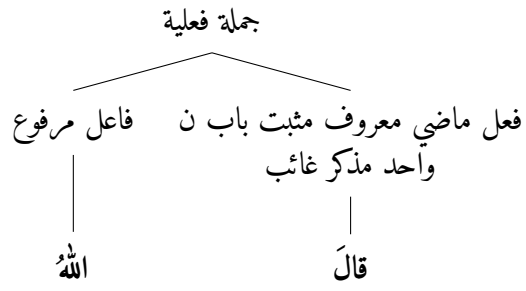 جملة فعلية
فعل ماضي معروف مثبت باب ن
واحد مذكر غائب
فاعل مرفوع
قالَ
اللهُ